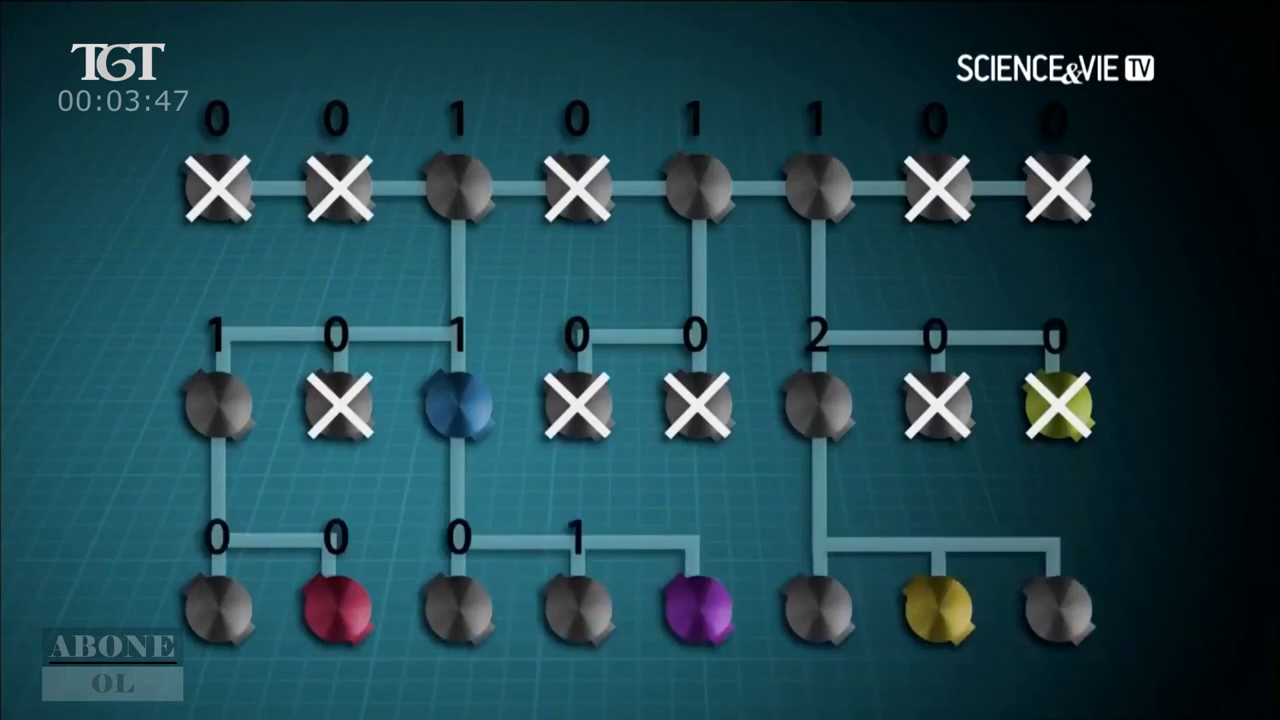 TGT
SCIENCE&VIE TV
00:03:47
0 0 1 0 1 1 0 0
1 0 1 0 0 2 0 0
0 0 0 1
ABONE
OL